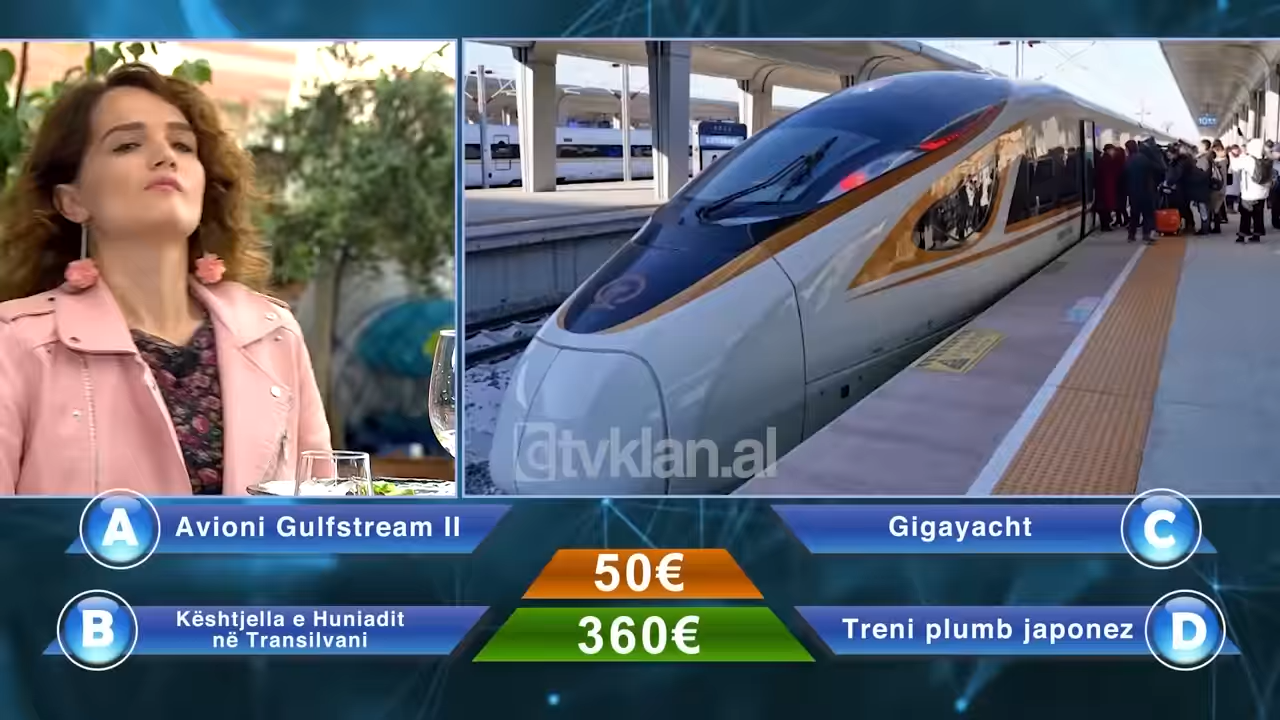 tvklan.al
A
Avioni Gulfstream II
Gigayacht
C
50€
B
Kështjella e Huniadit
në Transilvani
360€
Treni plumb japonez
D